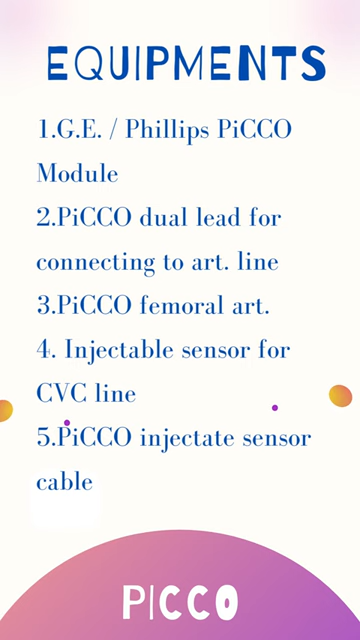 EQUIPMENTS
1.G.E. / Phillips PiCCO
Module
2.PiCCO dual lead for
connecting to art. line
3.PiCCO femoral art.
4. Injectable sensor for
CVC line
5.PiCCO injectate sensor
cable
PICCO